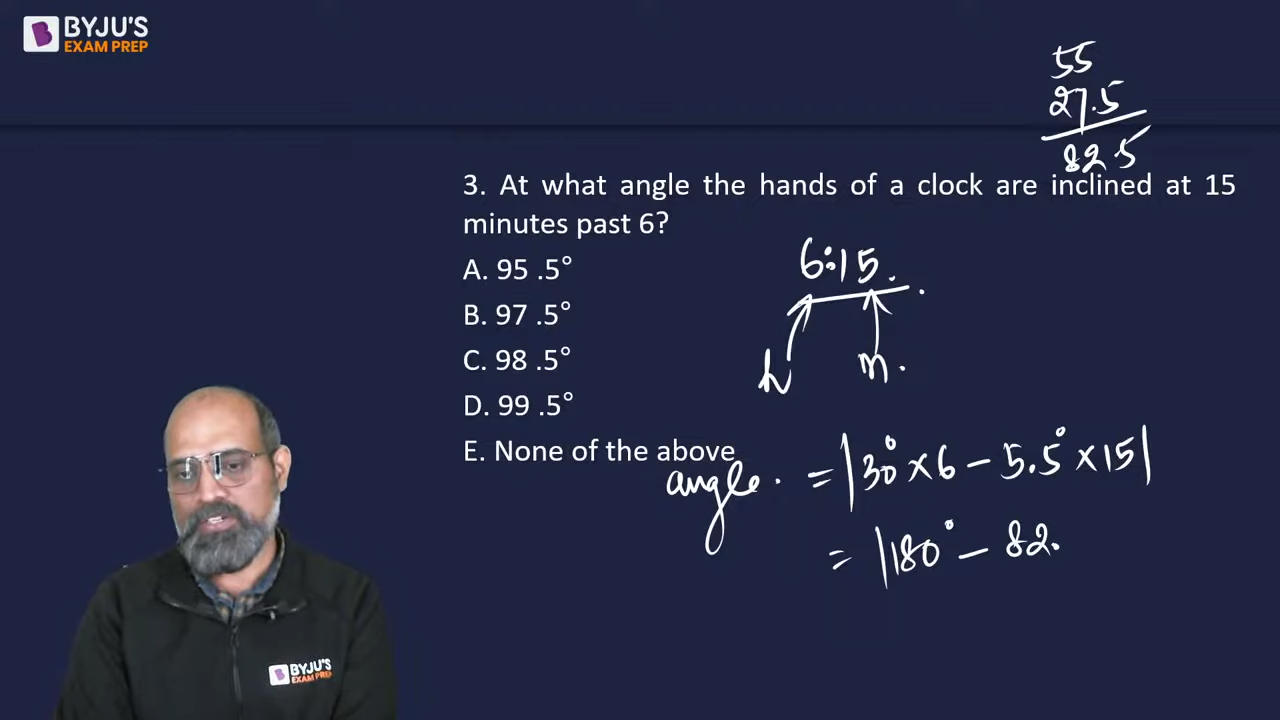 BYJU'S
EXAM PREP
55
27.5
82.5
3. At what angle the hands of a clock are inclined at 15
minutes past 6?
6:15.
A. 95 .5°
B. 97 .5°
C. 98 .5°
D. 99 .5°
h m.
E. None of the above
angle. = |30° × 6 – 5.5° × 15|
= |180° – 82.
BYJU'S
EXAM PREP